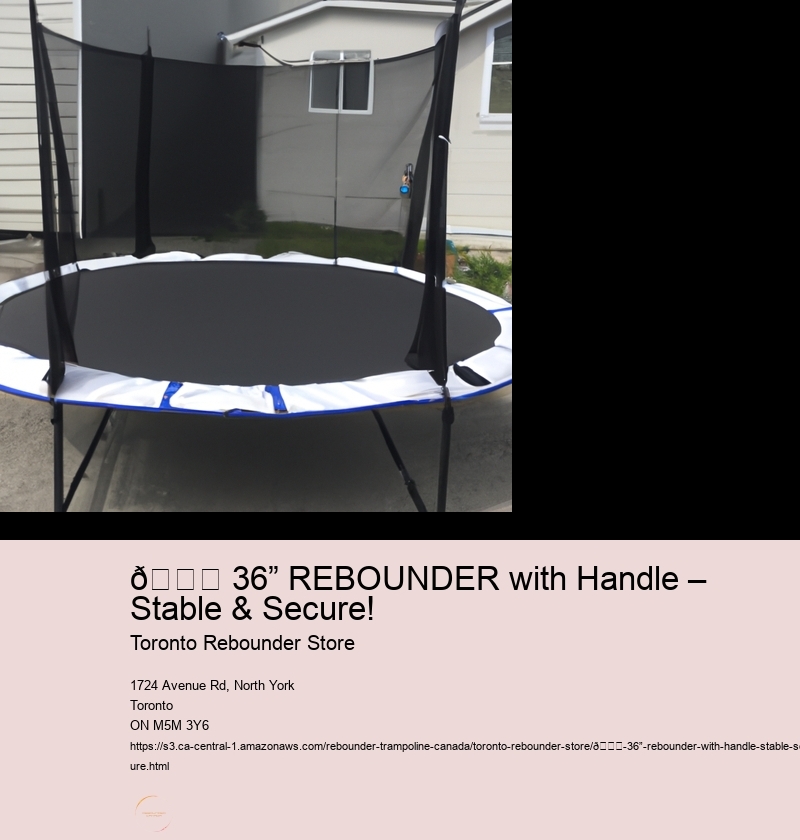 ð□□□ 36” REBOUNDER with Handle –
Stable & Secure!
Toronto Rebounder Store
1724 Avenue Rd, North York
Toronto
ON M5M 3Y6
https://s3.ca-central-1.amazonaws.com/rebounder-trampoline-canada/toronto-rebounder-store/ð□□□-36”-rebounder-with-handle-stable-s
ure.html